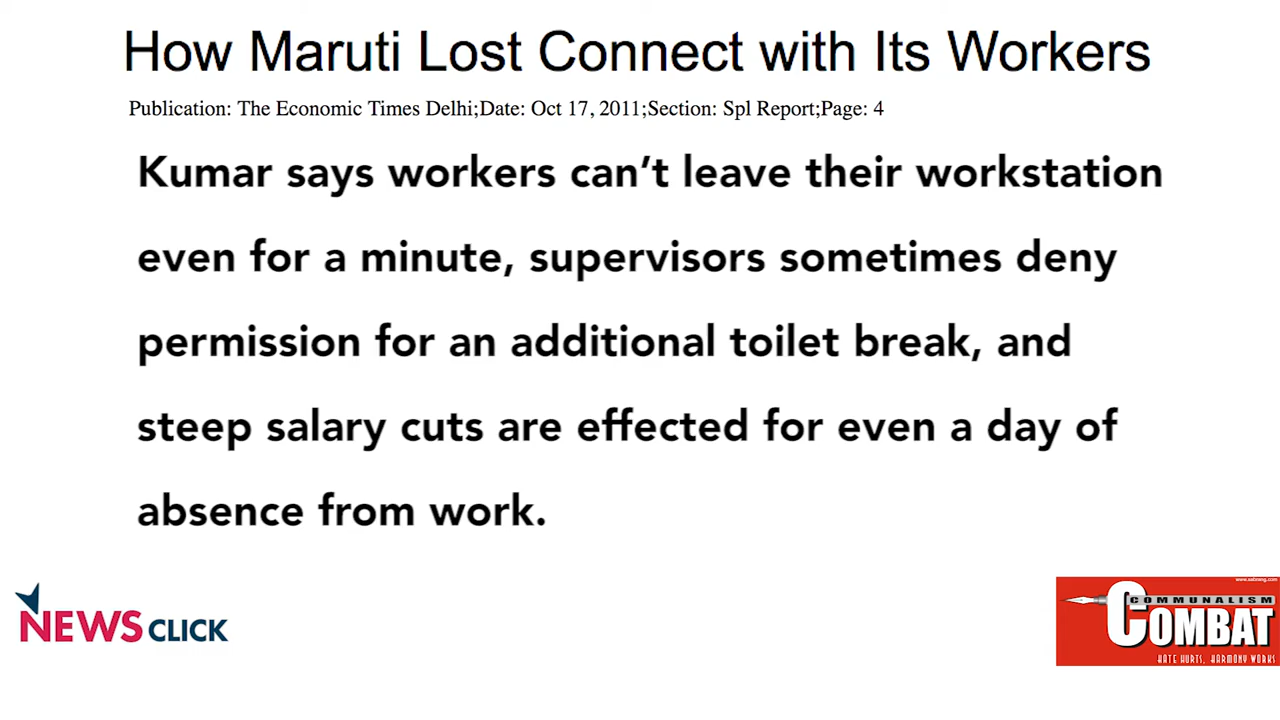 How Maruti Lost Connect with Its Workers
Publication: The Economic Times Delhi;Date: Oct 17, 2011;Section: Spl Report;Page: 4
Kumar says workers can’t leave their workstation
even for a minute, supervisors sometimes deny
permission for an additional toilet break, and
steep salary cuts are effected for even a day of
absence from work.
NEWS CLICK
www.sabrang.com
COMMUNALISM
COMBAT
HATE HURTS, HARMONY WORKS